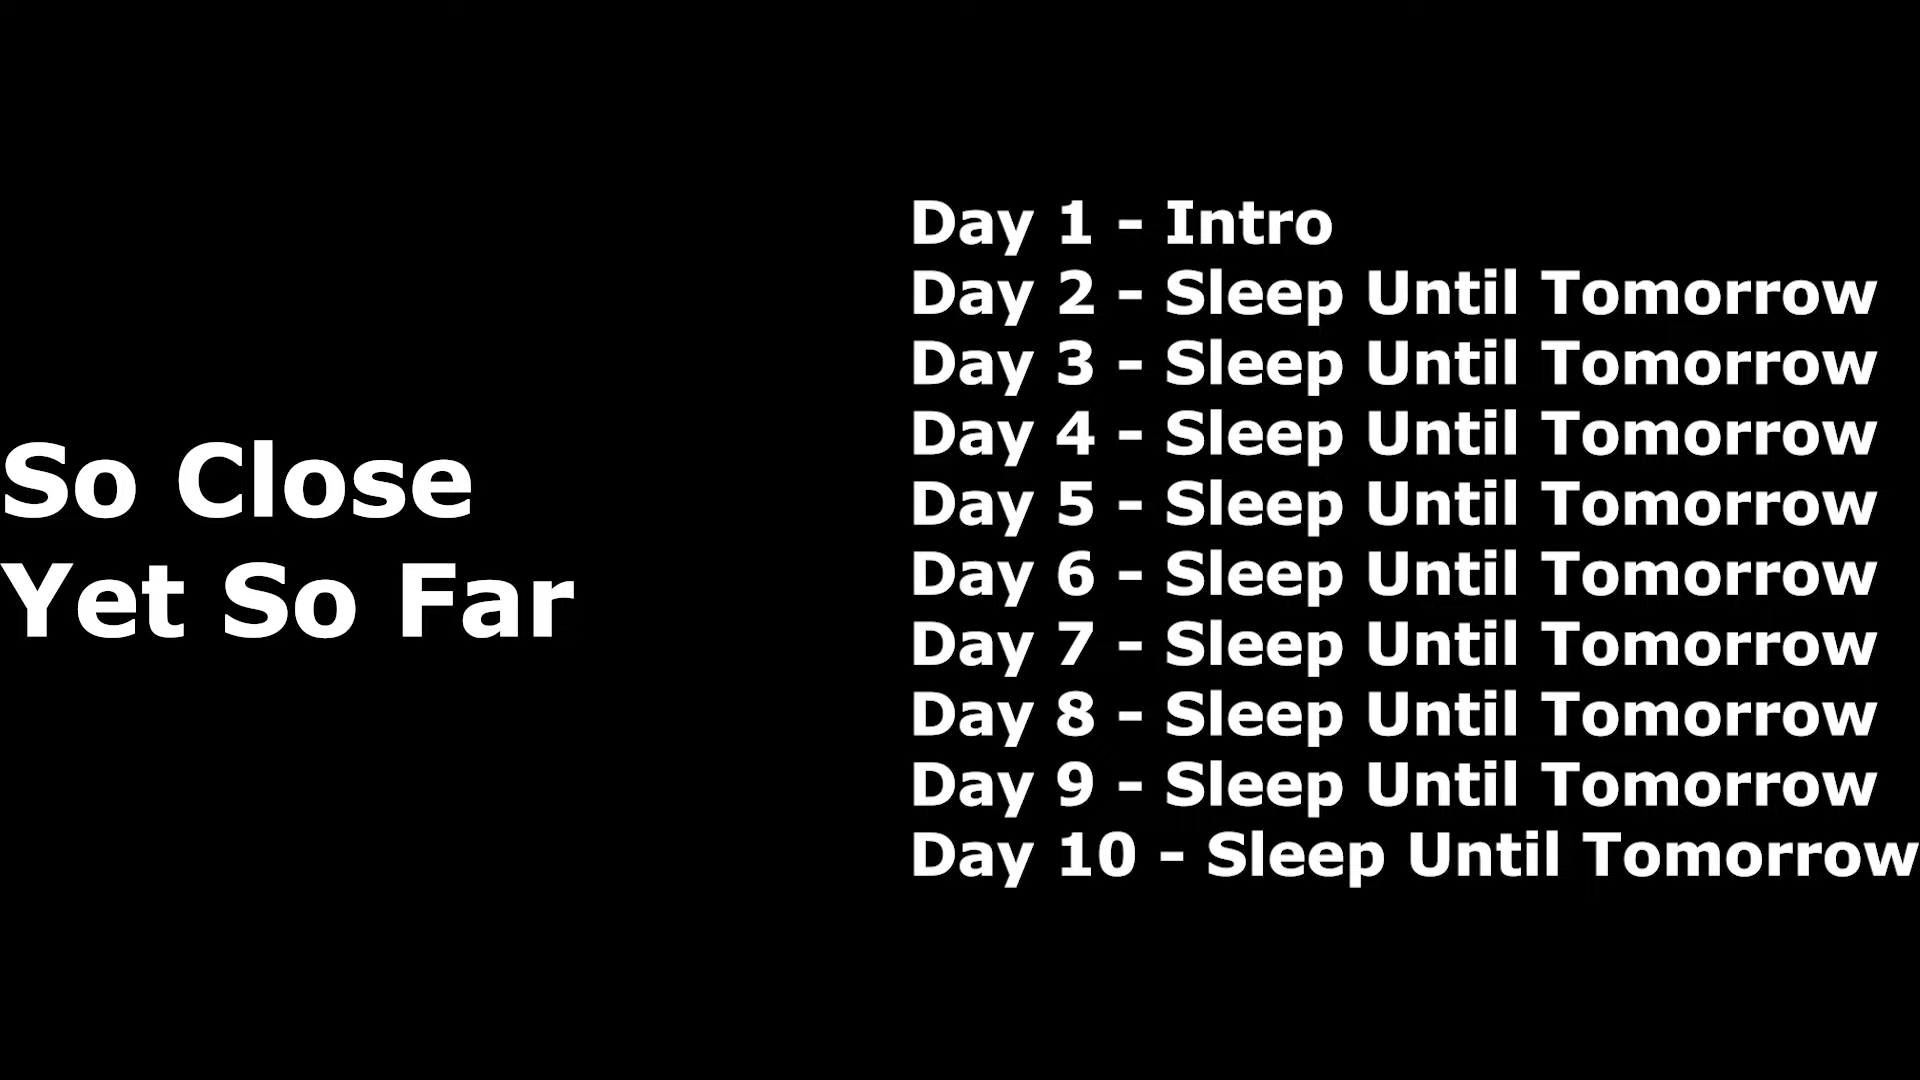 So Close
Yet So Far
Day 1 - Intro
Day 2 - Sleep Until Tomorrow
Day 3 - Sleep Until Tomorrow
Day 4 - Sleep Until Tomorrow
Day 5 - Sleep Until Tomorrow
Day 6 - Sleep Until Tomorrow
Day 7 - Sleep Until Tomorrow
Day 8 - Sleep Until Tomorrow
Day 9 - Sleep Until Tomorrow
Day 10 - Sleep Until Tomorrow